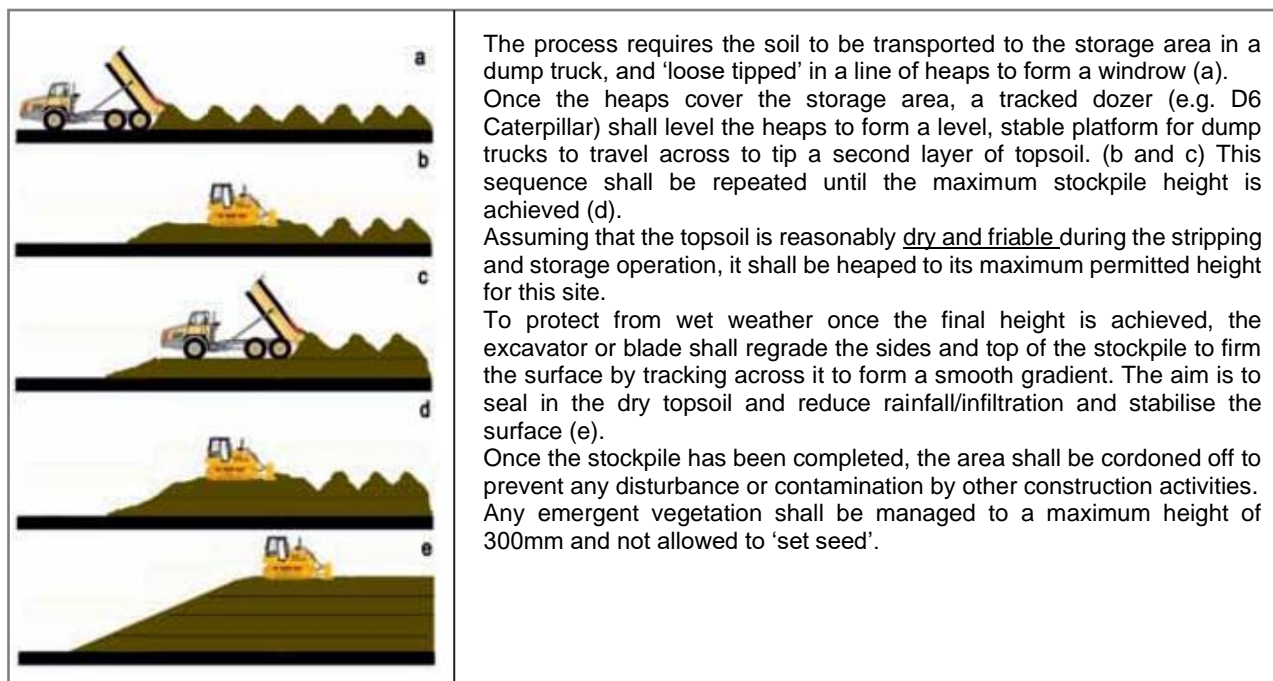 a
b
c
d
e
The process requires the soil to be transported to the storage area in a
dump truck, and ‘loose tipped’ in a line of heaps to form a windrow (a).
Once the heaps cover the storage area, a tracked dozer (e.g. D6
Caterpillar) shall level the heaps to form a level, stable platform for dump
trucks to travel across to tip a second layer of topsoil. (b and c) This
sequence shall be repeated until the maximum stockpile height is
achieved (d).
Assuming that the topsoil is reasonably dry and friable during the stripping
and storage operation, it shall be heaped to its maximum permitted height
for this site.
To protect from wet weather once the final height is achieved, the
excavator or blade shall regrade the sides and top of the stockpile to firm
the surface by tracking across it to form a smooth gradient. The aim is to
seal in the dry topsoil and reduce rainfall/infiltration and stabilise the
surface (e).
Once the stockpile has been completed, the area shall be cordoned off to
prevent any disturbance or contamination by other construction activities.
Any emergent vegetation shall be managed to a maximum height of
300mm and not allowed to ‘set seed’.